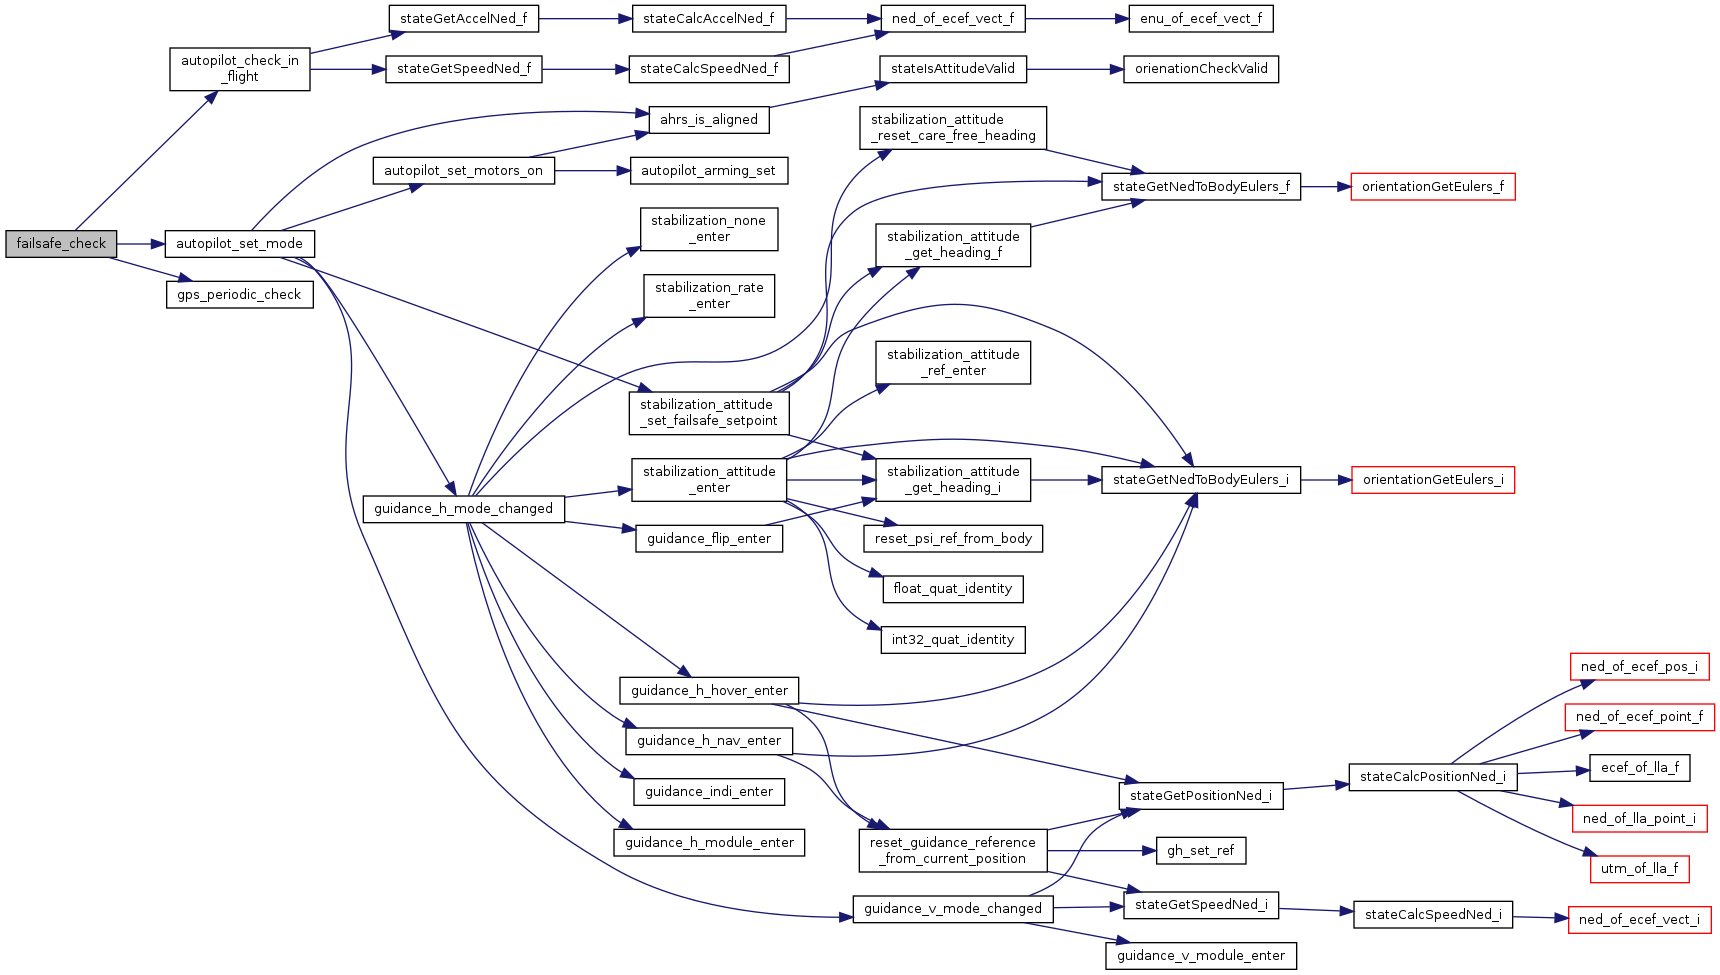 failsafe_check
autopilot_check_in
_flight
autopilot_set_mode
gps_periodic_check
stateGetAccelNed_f
stateGetSpeedNed_f
autopilot_set_motors_on
guidance_h_mode_changed
stateCalcAccelNed_f
stateCalcSpeedNed_f
ahrs_is_aligned
autopilot_arming_set
stabilization_none
_enter
stabilization_rate
_enter
stabilization_attitude
_set_failsafe_setpoint
stabilization_attitude
_enter
guidance_flip_enter
guidance_h_hover_enter
guidance_h_nav_enter
guidance_indi_enter
guidance_h_module_enter
ned_of_ecef_vect_f
stateIsAttitudeValid
stabilization_attitude
_reset_care_free_heading
stabilization_attitude
_get_heading_f
stabilization_attitude
_ref_enter
stabilization_attitude
_get_heading_i
reset_psi_ref_from_body
float_quat_identity
int32_quat_identity
reset_guidance_reference
_from_current_position
guidance_v_mode_changed
enu_of_ecef_vect_f
orienationCheckValid
stateGetNedToBodyEulers_f
stateGetNedToBodyEulers_i
stateGetPositionNed_i
gh_set_ref
stateGetSpeedNed_i
guidance_v_module_enter
orientationGetEulers_f
orientationGetEulers_i
stateCalcPositionNed_i
stateCalcSpeedNed_i
ned_of_ecef_pos_i
ned_of_ecef_point_f
ecef_of_lla_f
ned_of_lla_point_i
utm_of_lla_f
ned_of_ecef_vect_i